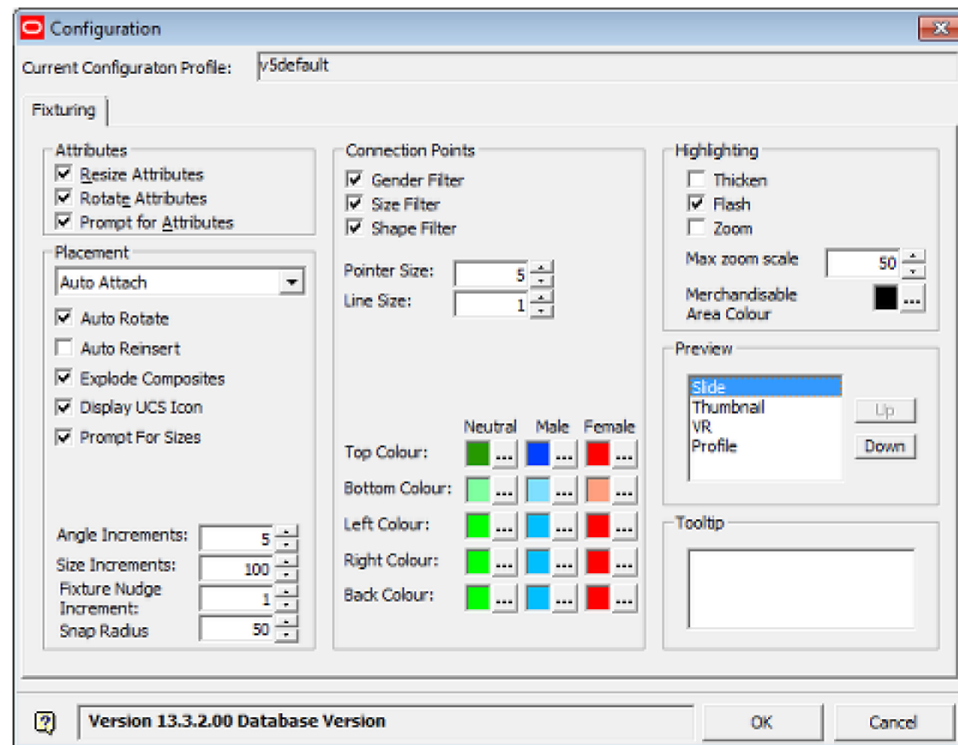 Configuration
Current Configuraton Profile: v5default
Fixturing
Attributes
Resize Attributes
Rotate Attributes
Prompt for Attributes
Placement
Auto Attach
Auto Rotate
Auto Reinsert
Explode Composites
Display UCS Icon
Prompt For Sizes
Angle Increments: 5
Size Increments: 100
Fixture Nudge
Increment: 1
Snap Radius 50
Connection Points
Gender Filter
Size Filter
Shape Filter
Pointer Size: 5
Line Size: 1
Neutral Male Female
Top Colour: ... ... ...
Bottom Colour: ... ... ...
Left Colour: ... ... ...
Right Colour: ... ... ...
Back Colour: ... ... ...
Highlighting
Thicken
Flash
Zoom
Max zoom scale 50
Merchandisable
Area Colour ...
Preview
Slide
Thumbnail
VR
Profile
Up
Down
Tooltip
Version 13.3.2.00 Database Version
OK
Cancel